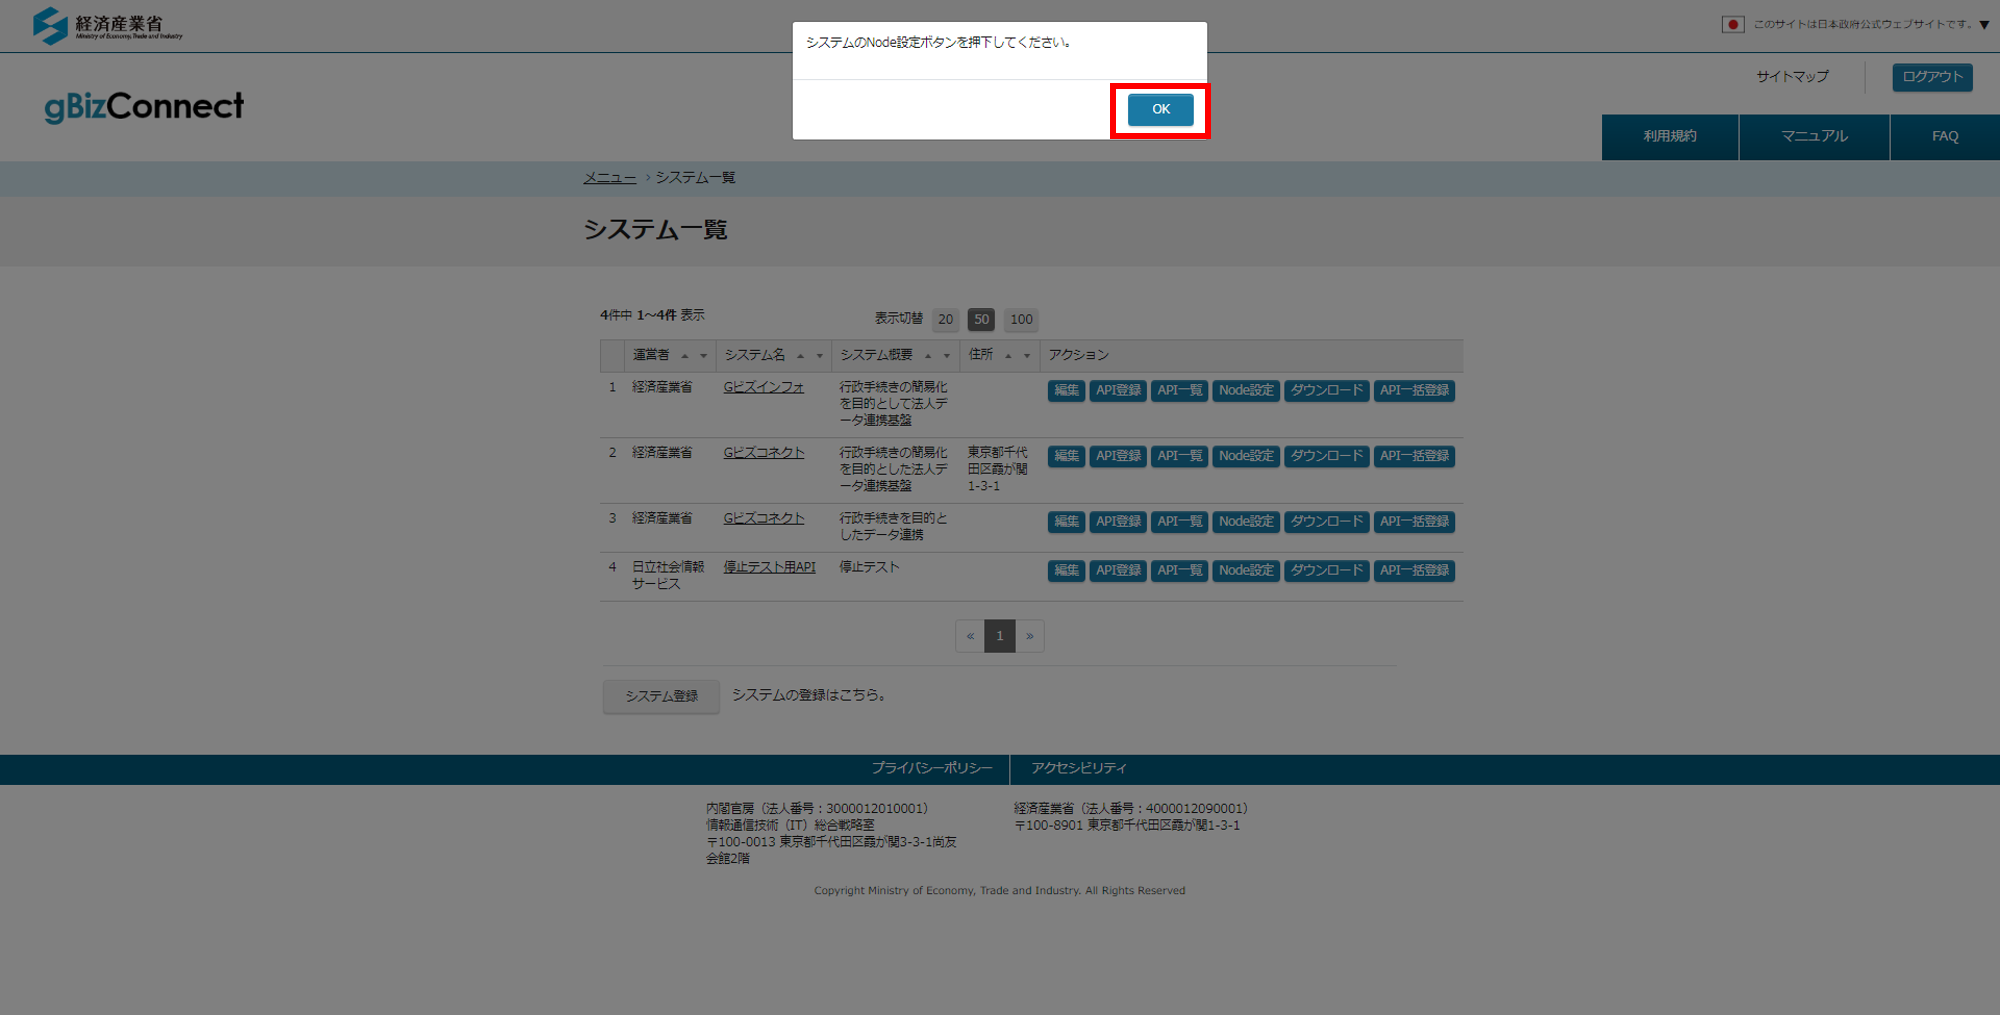 経済産業省
Ministry of Economy, Trade and Industry
このサイトは日本政府公式ウェブサイトです。▼
システムのNode設定ボタンを押下してください。
OK
サイトマップ
ログアウト
gBizConnect
利用規約 マニュアル FAQ
メニュー › システム一覧
システム一覧
4件中 1～4件 表示
表示切替 20 50 100
運営者 ▲ ▼ システム名 ▲ ▼ システム概要 ▲ ▼ 住所 ▲ ▼ アクション
1 経済産業省 Gビズインフォ 行政手続きの簡易化 編集 API登録 API一覧 Node設定 ダウンロード API一括登録
を目的として法人デ
ータ連携基盤
2 経済産業省 Gビズコネクト 行政手続きの簡易化 東京都千代 編集 API登録 API一覧 Node設定 ダウンロード API一括登録
を目的とした法人デ 田区霞が関
ータ連携基盤 1-3-1
3 経済産業省 Gビズコネクト 行政手続きを目的と 編集 API登録 API一覧 Node設定 ダウンロード API一括登録
したデータ連携
4 日立社会情報 停止テスト用API 停止テスト 編集 API登録 API一覧 Node設定 ダウンロード API一括登録
サービス
« 1 »
システム登録 システムの登録はこちら。
プライバシーポリシー アクセシビリティ
内閣官房（法人番号：3000012010001）
情報通信技術（IT）総合戦略室
〒100-0013 東京都千代田区霞が関3-3-1尚友
会館2階
経済産業省（法人番号：4000012090001）
〒100-8901 東京都千代田区霞が関1-3-1
Copyright Ministry of Economy, Trade and Industry. All Rights Reserved